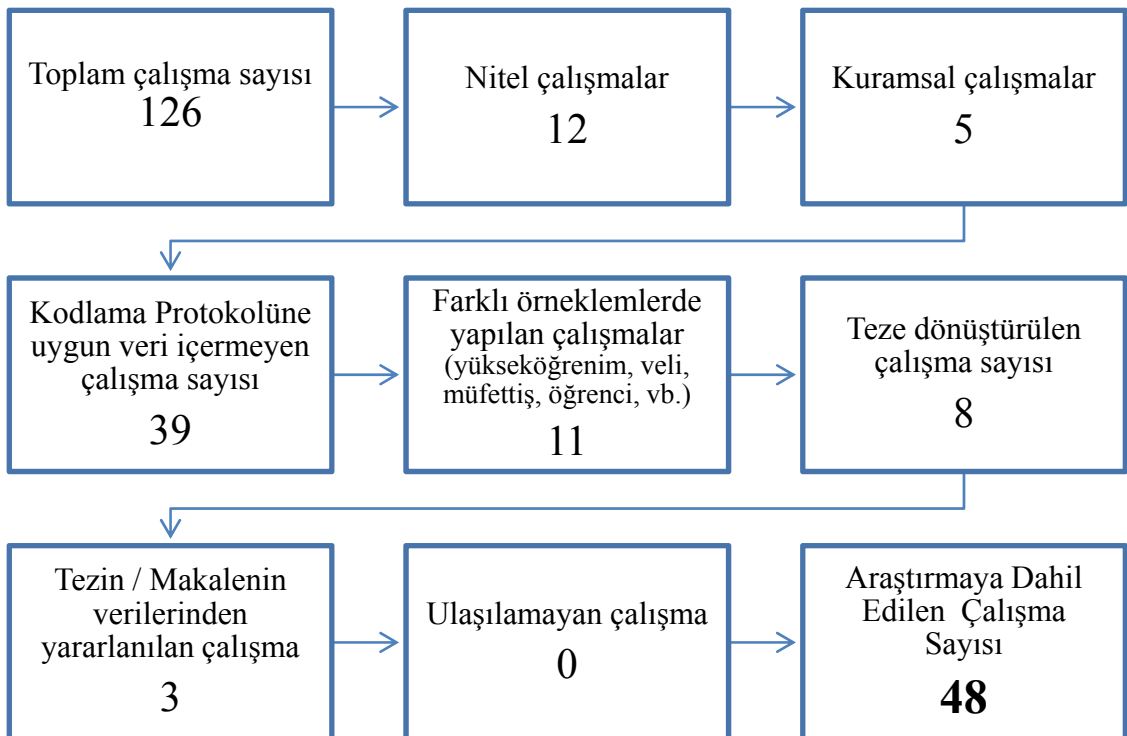 Toplam çalışma sayısı
126
Nitel çalışmalar
12
Kuramsal çalışmalar
5
Kodlama Protokolüne
uygun veri içermeyen
çalışma sayısı
39
Farklı örneklemlerde
yapılan çalışmalar
(yükseköğrenim, veli,
müfettiş, öğrenci, vb.)
11
Teze dönüştürülen
çalışma sayısı
8
Tezin / Makalenin
verilerinden
yararlanılan çalışma
3
Ulaşılamayan çalışma
0
Araştırmaya Dahil
Edilen Çalışma
Sayısı
48